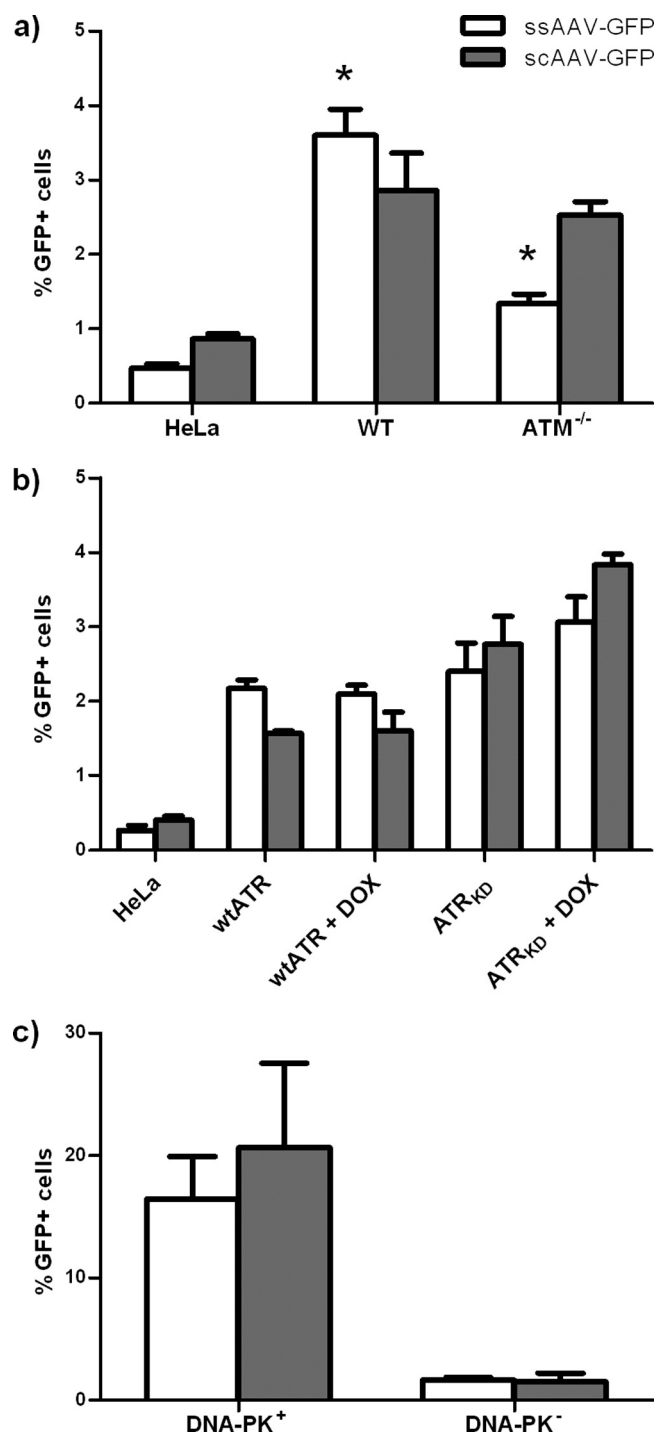 a)
ssAAV-GFP
scAAV-GFP
% GFP+ cells
5
4
3
2
1
0
*
*
HeLa
WT
ATM-/-
b)
% GFP+ cells
5
4
3
2
1
0
HeLa
wtATR
wtATR + DOX
ATRKD
ATRKD + DOX
c)
% GFP+ cells
30
20
10
0
DNA-PK+
DNA-PK-